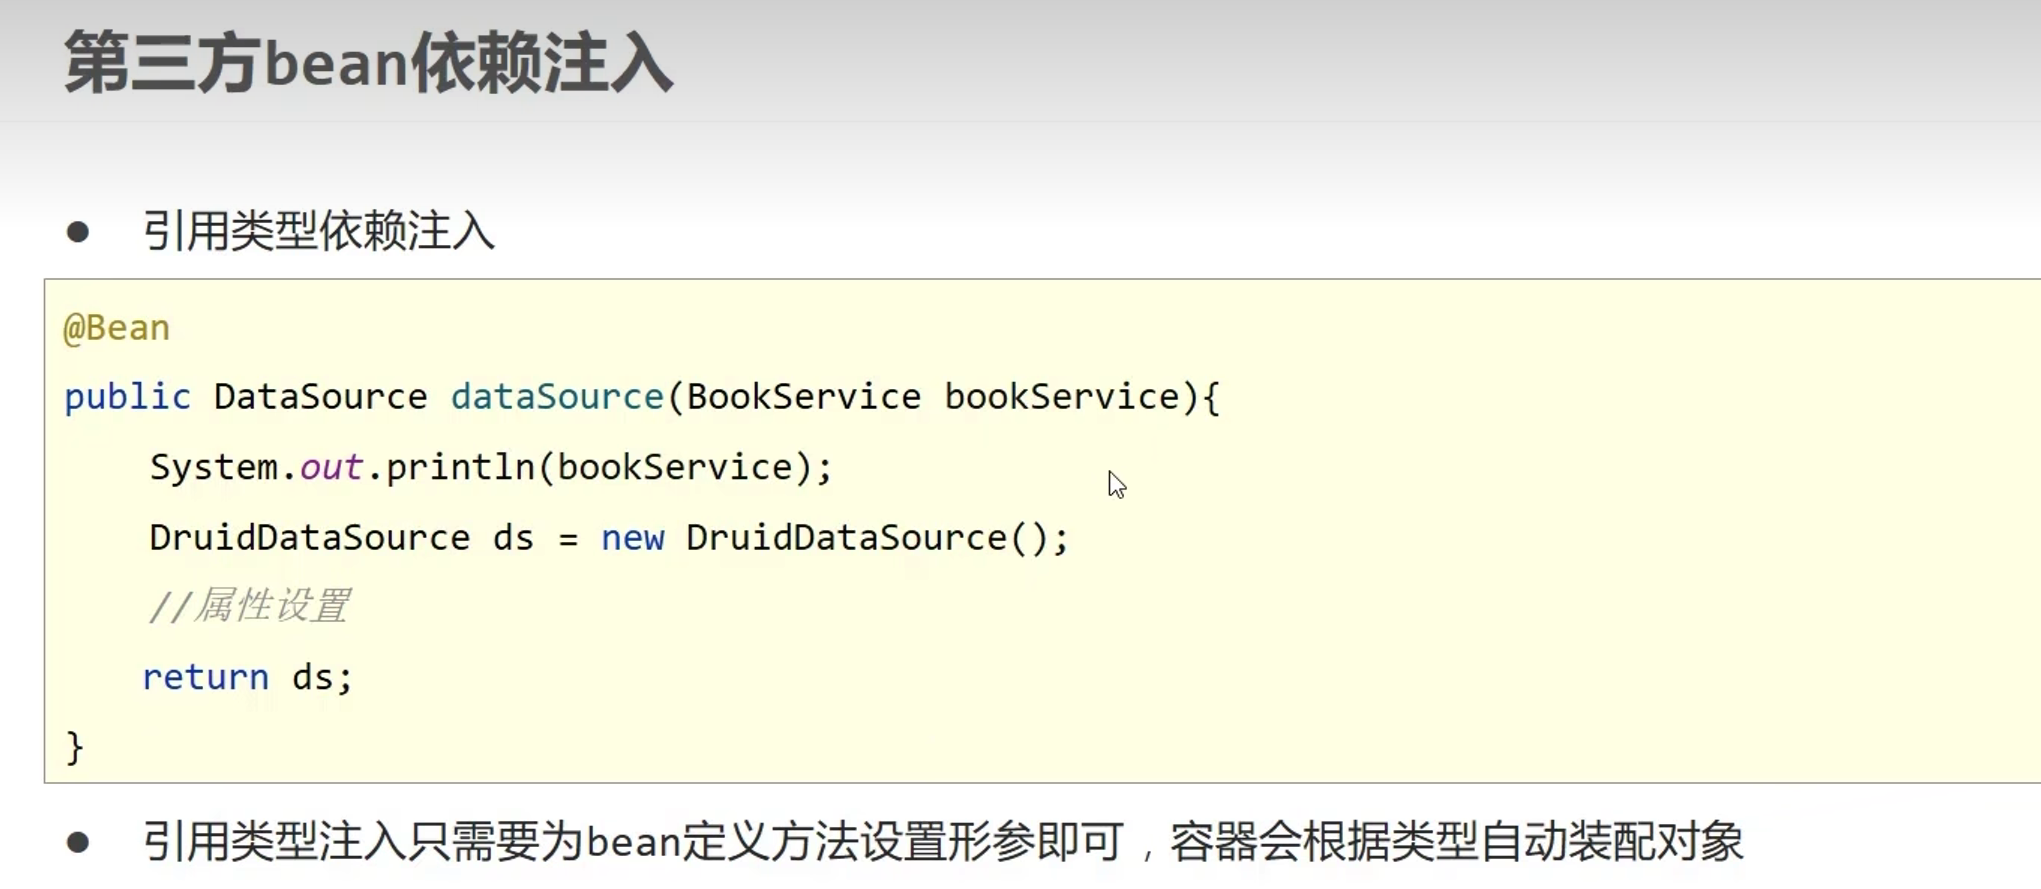 第三方bean依赖注入
● 引用类型依赖注入
@Bean
public DataSource dataSource(BookService bookService){
System.out.println(bookService);
DruidDataSource ds = new DruidDataSource();
//属性设置
return ds;
}
● 引用类型注入只需要为bean定义方法设置形参即可，容器会根据类型自动装配对象